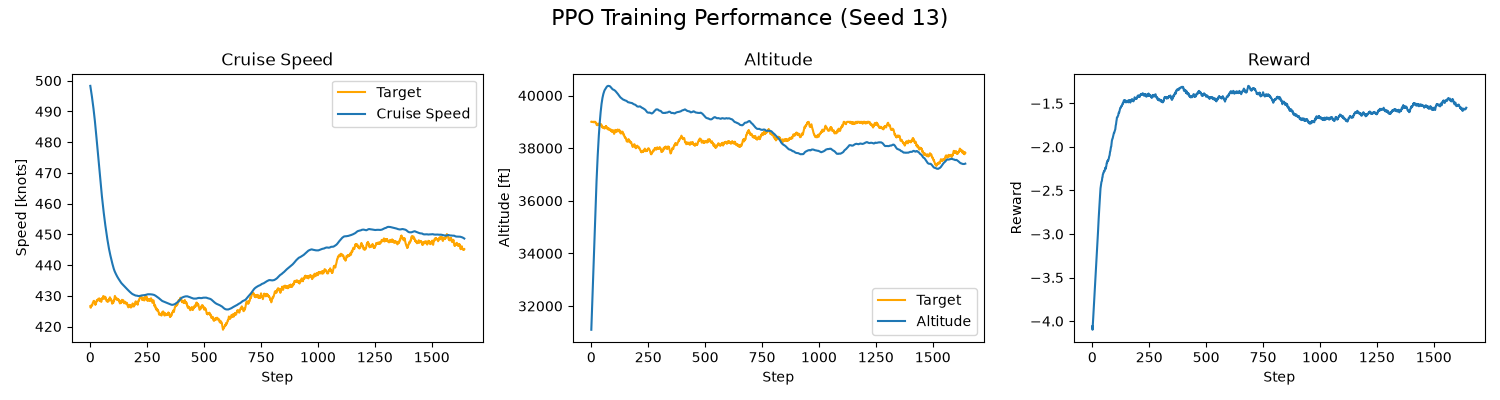 PPO Training Performance (Seed 13)
Cruise Speed
500
490
480
470
460
450
440
430
420
Speed [knots]
Target
Cruise Speed
0
250
500
750
1000
1250
1500
Step
Altitude
40000
38000
36000
34000
32000
Altitude [ft]
Target
Altitude
0
250
500
750
1000
1250
1500
Step
Reward
−1.5
−2.0
−2.5
−3.0
−3.5
−4.0
Reward
0
250
500
750
1000
1250
1500
Step